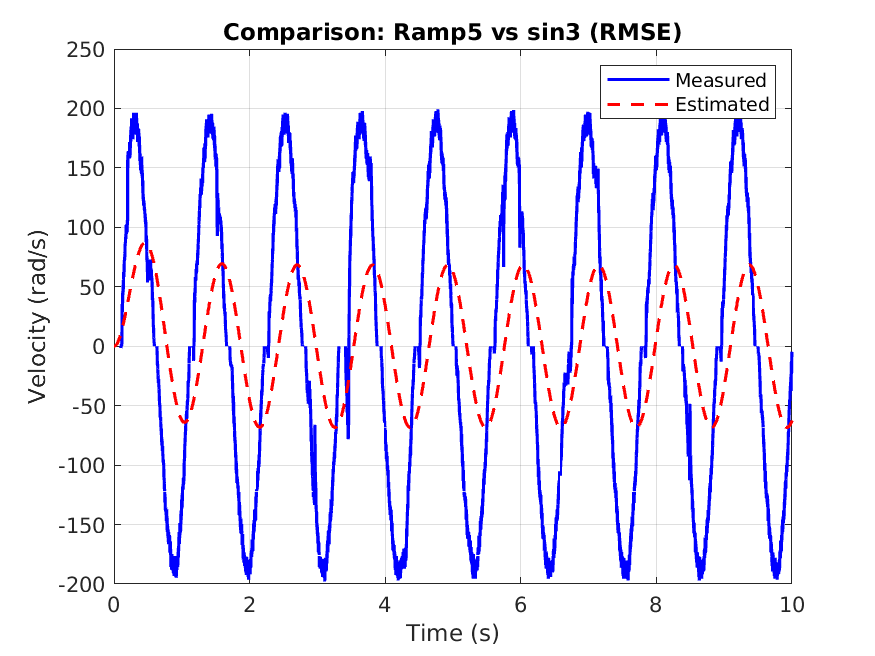 Comparison: Ramp5 vs sin3 (RMSE)
250
200
150
100
50
0
-50
-100
-150
-200
Velocity (rad/s)
Measured
Estimated
0 2 4 6 8 10
Time (s)